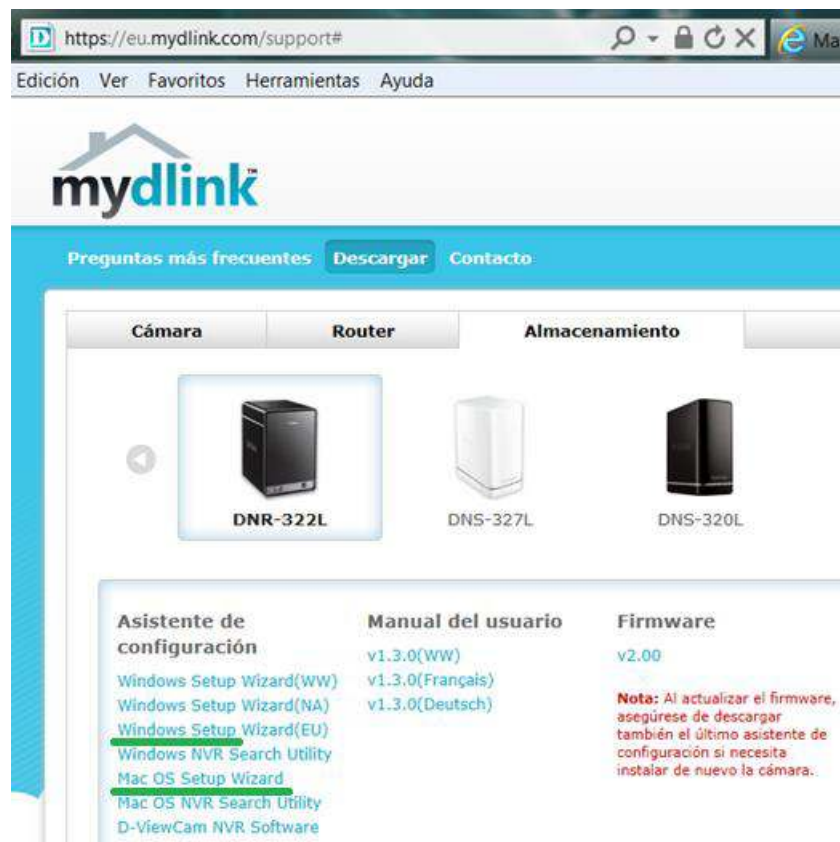 https://eu.mydlink.com/support#
Ma
Edición Ver Favoritos Herramientas Ayuda
mydlink™
Preguntas más frecuentes Descargar Contacto
Cámara Router Almacenamiento
DNR-322L DNS-327L DNS-320L
Asistente de
configuración
Windows Setup Wizard(WW)
Windows Setup Wizard(NA)
Windows Setup Wizard(EU)
Windows NVR Search Utility
Mac OS Setup Wizard
Mac OS NVR Search Utility
D-ViewCam NVR Software
Manual del usuario
v1.3.0(WW)
v1.3.0(Français)
v1.3.0(Deutsch)
Firmware
v2.00
Nota: Al actualizar el firmware,
asegúrese de descargar
también el último asistente de
configuración si necesita
instalar de nuevo la cámara.